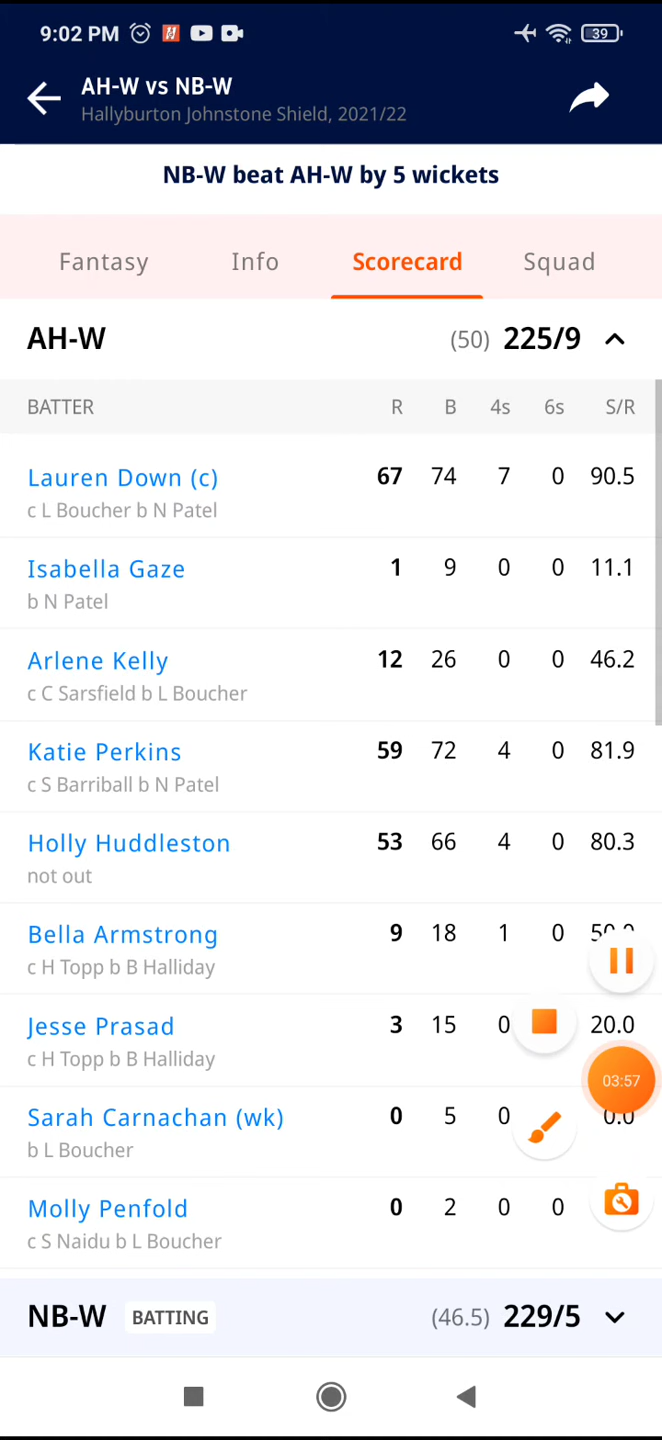 9:02 PM 39
AH-W vs NB-W
Hallyburton Johnstone Shield, 2021/22
NB-W beat AH-W by 5 wickets
Fantasy Info Scorecard Squad
AH-W (50) 225/9
BATTER R B 4s 6s S/R
Lauren Down (c) 67 74 7 0 90.5
c L Boucher b N Patel
Isabella Gaze 1 9 0 0 11.1
b N Patel
Arlene Kelly 12 26 0 0 46.2
c C Sarsfield b L Boucher
Katie Perkins 59 72 4 0 81.9
c S Barriball b N Patel
Holly Huddleston 53 66 4 0 80.3
not out
Bella Armstrong 9 18 1 0 50.0
c H Topp b B Halliday
Jesse Prasad 3 15 0 20.0
c H Topp b B Halliday
03:57
Sarah Carnachan (wk) 0 5 0 0.0
b L Boucher
Molly Penfold 0 2 0 0
c S Naidu b L Boucher
NB-W BATTING (46.5) 229/5